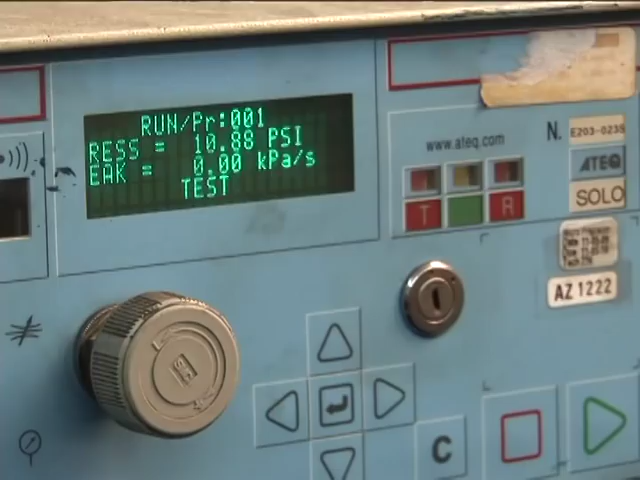 RUN/Pr:001
RESS = 10.88 PSI
EAK = 0.00 kPa/s
TEST
www.ateq.com
N.
E203-0235
ATEQ
SOLO
T
R
AZ 1222
C